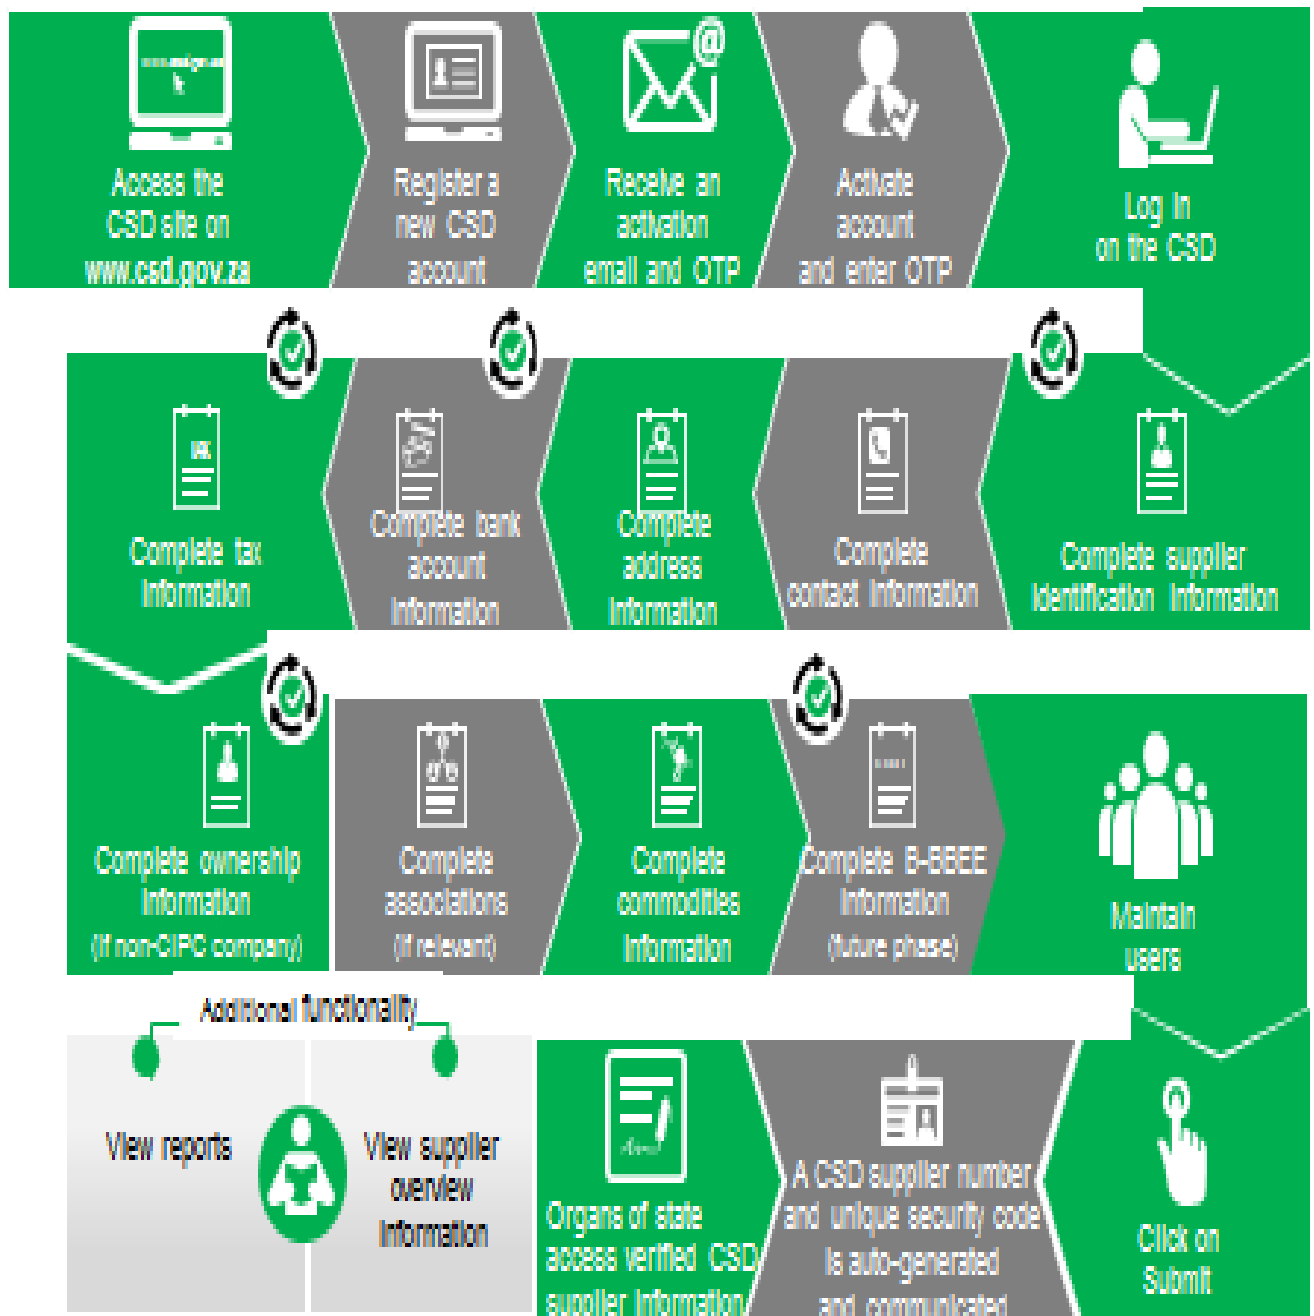 Access the
CSD site on
www.csd.gov.za
Register a
new CSD
account
Receive an
activation
email and OTP
Activate
account
and enter OTP
Log in
on the CSD
Complete supplier
identification information
Complete
contact information
Complete
address
information
Complete bank
account
information
Complete tax
information
Complete ownership
information
(if non-CIPC company)
Complete
associations
(if relevant)
Complete
commodities
information
Complete B-BBEE
information
(future phase)
Maintain
users
Click on
Submit
A CSD supplier number
and unique security code
is auto-generated
and communicated
Organs of state
access verified CSD
supplier information
Additional functionality
View reports
View supplier
overview
information